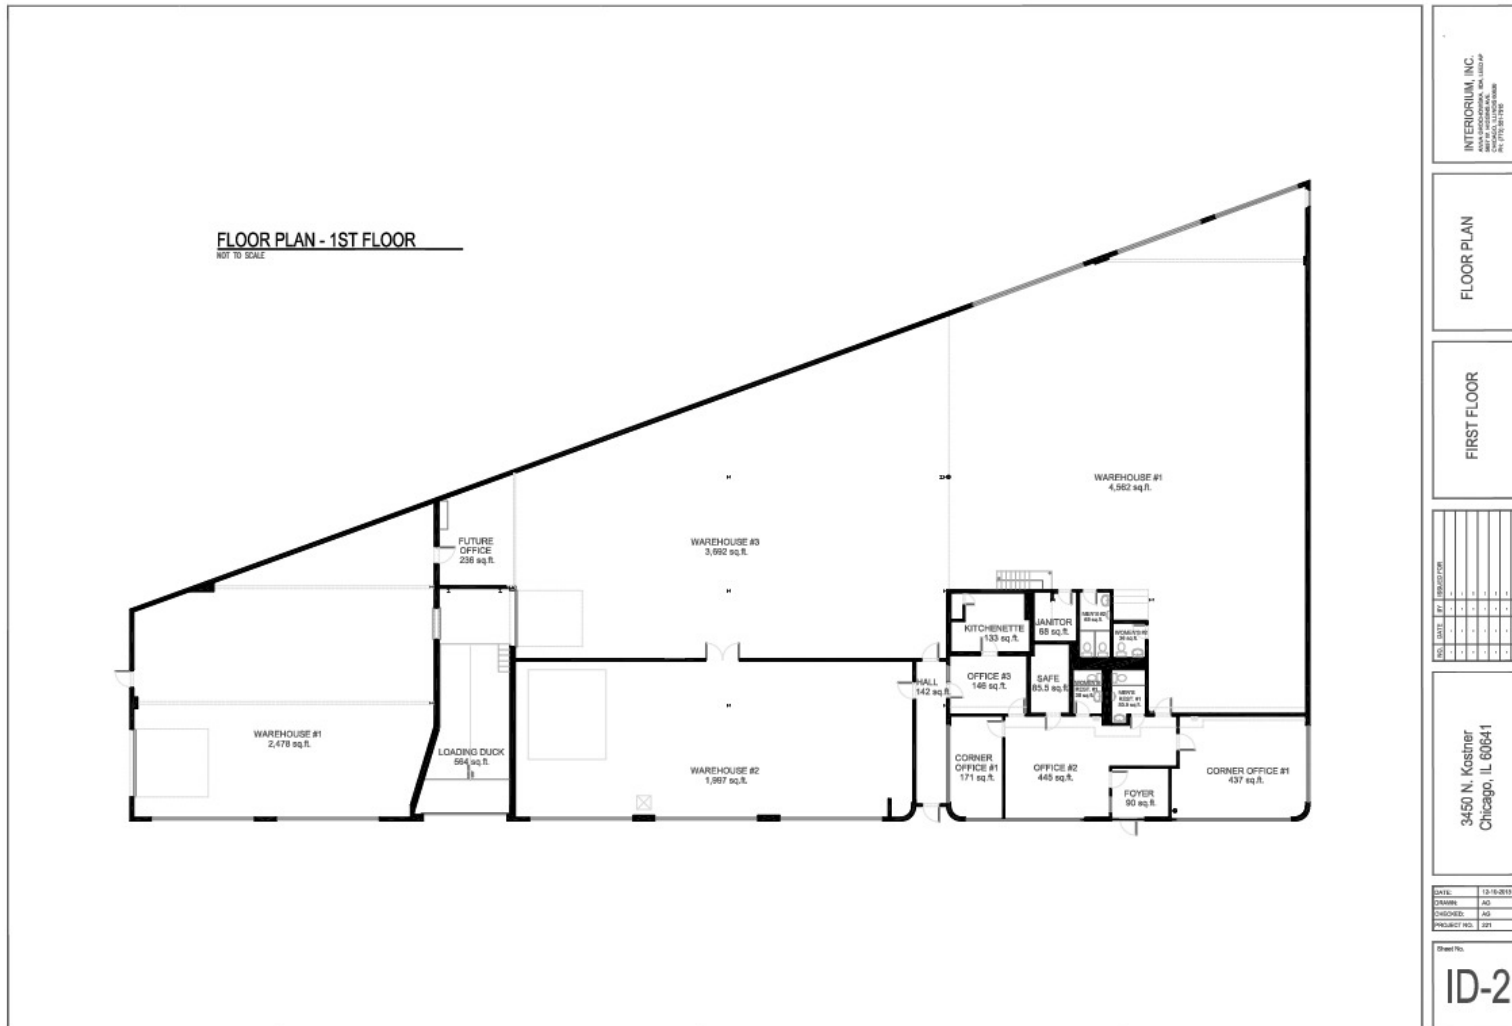 FLOOR PLAN - 1ST FLOOR
NOT TO SCALE
WAREHOUSE #1
4,562 sq.ft.
FUTURE
OFFICE
236 sq.ft.
WAREHOUSE #3
3,692 sq.ft.
KITCHENETTE
133 sq.ft.
JANITOR
68 sq.ft.
HALL
142 sq.ft.
OFFICE #3
146 sq.ft.
SAFE
85.5 sq.ft.
WAREHOUSE #1
2,478 sq.ft.
LOADING DUCK
564 sq.ft.
WAREHOUSE #2
1,997 sq.ft.
CORNER
OFFICE #1
171 sq.ft.
OFFICE #2
445 sq.ft.
FOYER
90 sq.ft.
CORNER OFFICE #1
437 sq.ft.
INTERIORIUM, INC.
FLOOR PLAN
FIRST FLOOR
NO. DATE BY ISSUED FOR
3450 N. Kostner
Chicago, IL 60641
DATE:
DRAWN: AG
CHECKED: AG
PROJECT NO.
Sheet No.
ID-2